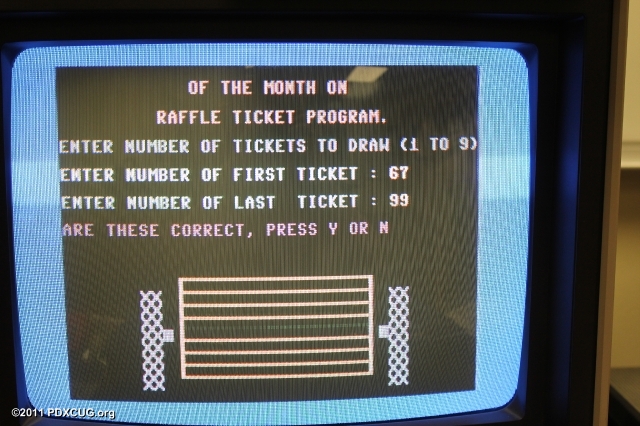 OF THE MONTH ON
RAFFLE TICKET PROGRAM.
ENTER NUMBER OF TICKETS TO DRAW (1 TO 9)
ENTER NUMBER OF FIRST TICKET : 67
ENTER NUMBER OF LAST  TICKET : 99
ARE THESE CORRECT, PRESS Y OR N
©2011 PDXCUG.org